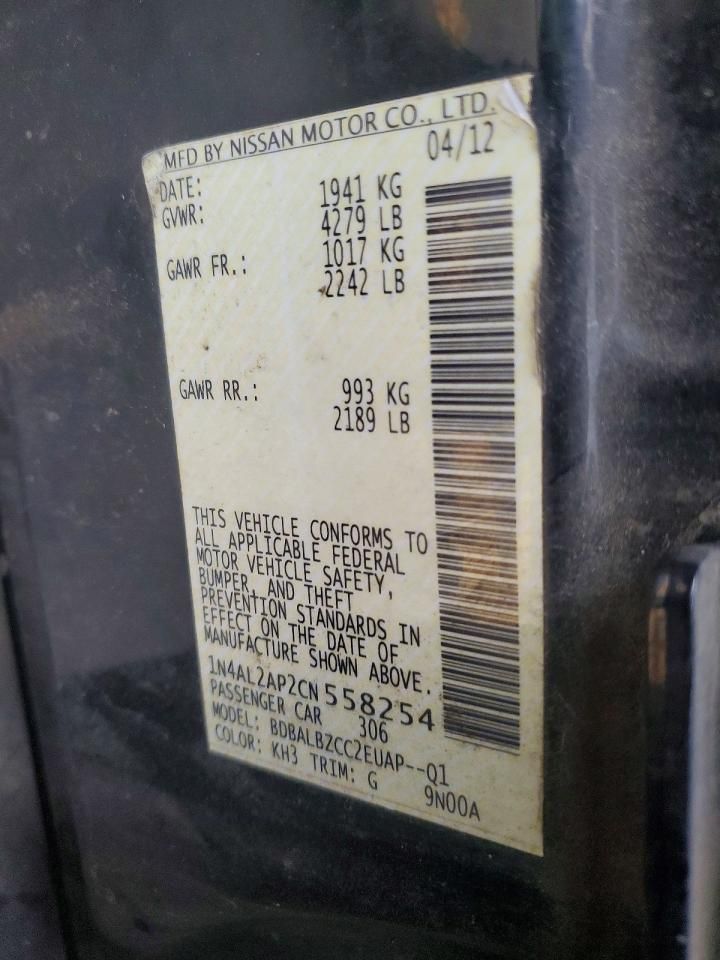 MFD BY NISSAN MOTOR CO., LTD.
DATE: 04/12
GVWR: 1941 KG
4279 LB
GAWR FR.: 1017 KG
2242 LB
GAWR RR.: 993 KG
2189 LB
THIS VEHICLE CONFORMS TO
ALL APPLICABLE FEDERAL
MOTOR VEHICLE SAFETY,
BUMPER, AND THEFT
PREVENTION STANDARDS IN
EFFECT ON THE DATE OF
MANUFACTURE SHOWN ABOVE.
1N4AL2AP2CN558254
PASSENGER CAR 306
MODEL: BDBALBZCC2EUAP--Q1
COLOR: KH3 TRIM: G 9N00A